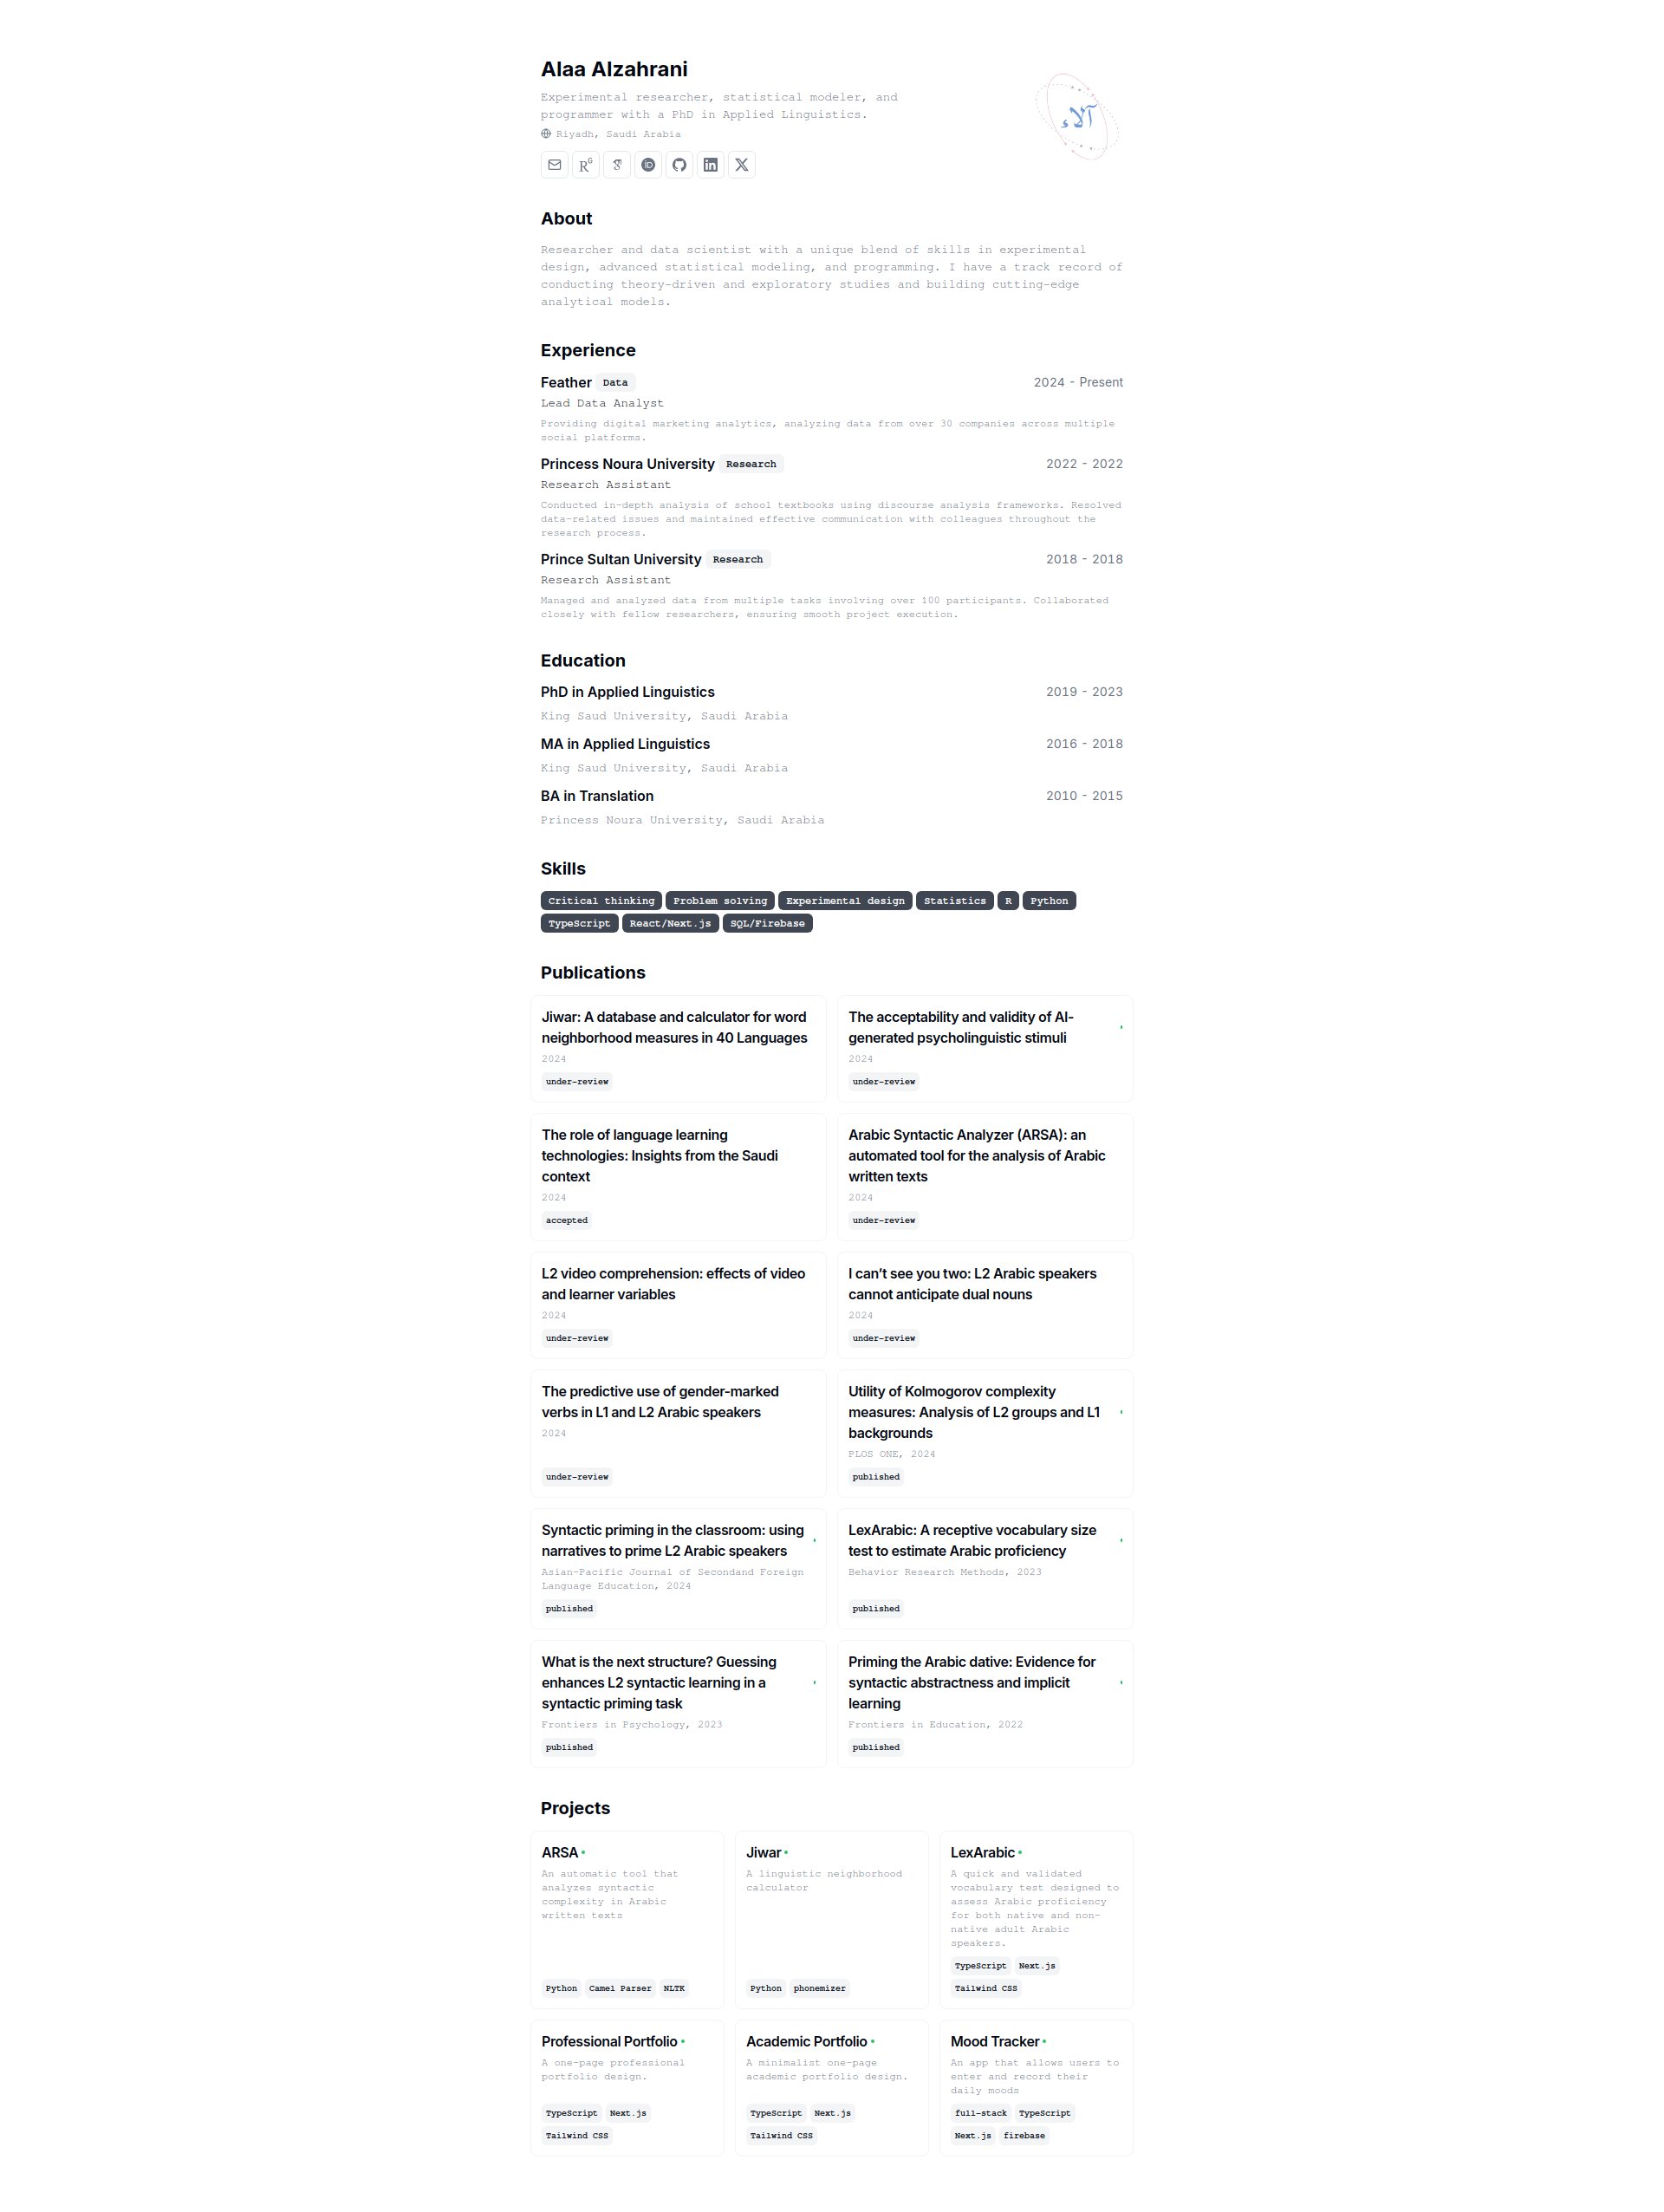 Alaa Alzahrani
Experimental researcher, statistical modeler, and
programmer with a PhD in Applied Linguistics.
Riyadh, Saudi Arabia
آلاء
About
Researcher and data scientist with a unique blend of skills in experimental
design, advanced statistical modeling, and programming. I have a track record of
conducting theory-driven and exploratory studies and building cutting-edge
analytical models.
Experience
Feather Data 2024 - Present
Lead Data Analyst
Providing digital marketing analytics, analyzing data from over 30 companies across multiple
social platforms.
Princess Noura University Research 2022 - 2022
Research Assistant
Conducted in-depth analysis of school textbooks using discourse analysis frameworks. Resolved
data-related issues and maintained effective communication with colleagues throughout the
research process.
Prince Sultan University Research 2018 - 2018
Research Assistant
Managed and analyzed data from multiple tasks involving over 100 participants. Collaborated
closely with fellow researchers, ensuring smooth project execution.
Education
PhD in Applied Linguistics 2019 - 2023
King Saud University, Saudi Arabia
MA in Applied Linguistics 2016 - 2018
King Saud University, Saudi Arabia
BA in Translation 2010 - 2015
Princess Noura University, Saudi Arabia
Skills
Critical thinking Problem solving Experimental design Statistics R Python
TypeScript React/Next.js SQL/Firebase
Publications
Jiwar: A database and calculator for word
neighborhood measures in 40 Languages
2024
under-review
The acceptability and validity of AI-
generated psycholinguistic stimuli
2024
under-review
The role of language learning
technologies: Insights from the Saudi
context
2024
accepted
Arabic Syntactic Analyzer (ARSA): an
automated tool for the analysis of Arabic
written texts
2024
under-review
L2 video comprehension: effects of video
and learner variables
2024
under-review
I can’t see you two: L2 Arabic speakers
cannot anticipate dual nouns
2024
under-review
The predictive use of gender-marked
verbs in L1 and L2 Arabic speakers
2024
under-review
Utility of Kolmogorov complexity
measures: Analysis of L2 groups and L1
backgrounds
PLOS ONE, 2024
published
Syntactic priming in the classroom: using
narratives to prime L2 Arabic speakers
Asian-Pacific Journal of Secondand Foreign
Language Education, 2024
published
LexArabic: A receptive vocabulary size
test to estimate Arabic proficiency
Behavior Research Methods, 2023
published
What is the next structure? Guessing
enhances L2 syntactic learning in a
syntactic priming task
Frontiers in Psychology, 2023
published
Priming the Arabic dative: Evidence for
syntactic abstractness and implicit
learning
Frontiers in Education, 2022
published
Projects
ARSA
An automatic tool that
analyzes syntactic
complexity in Arabic
written texts
Python Camel Parser NLTK
Jiwar
A linguistic neighborhood
calculator
Python phonemizer
LexArabic
A quick and validated
vocabulary test designed to
assess Arabic proficiency
for both native and non-
native adult Arabic
speakers.
TypeScript Next.js
Tailwind CSS
Professional Portfolio
A one-page professional
portfolio design.
TypeScript Next.js
Tailwind CSS
Academic Portfolio
A minimalist one-page
academic portfolio design.
TypeScript Next.js
Tailwind CSS
Mood Tracker
An app that allows users to
enter and record their
daily moods
full-stack TypeScript
Next.js firebase